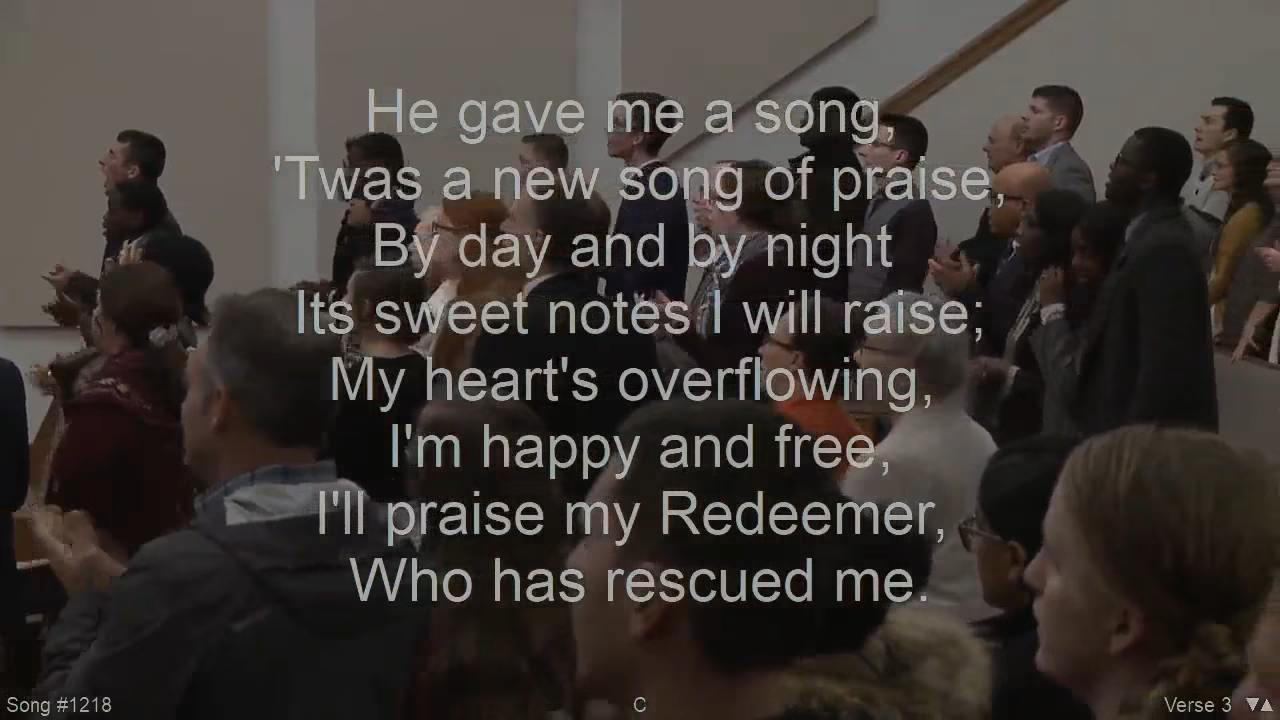 He gave me a song,
'Twas a new song of praise,
By day and by night
Its sweet notes I will raise;
My heart's overflowing,
I'm happy and free,
I'll praise my Redeemer,
Who has rescued me.
Song #1218
C
Verse 3 ▼▲